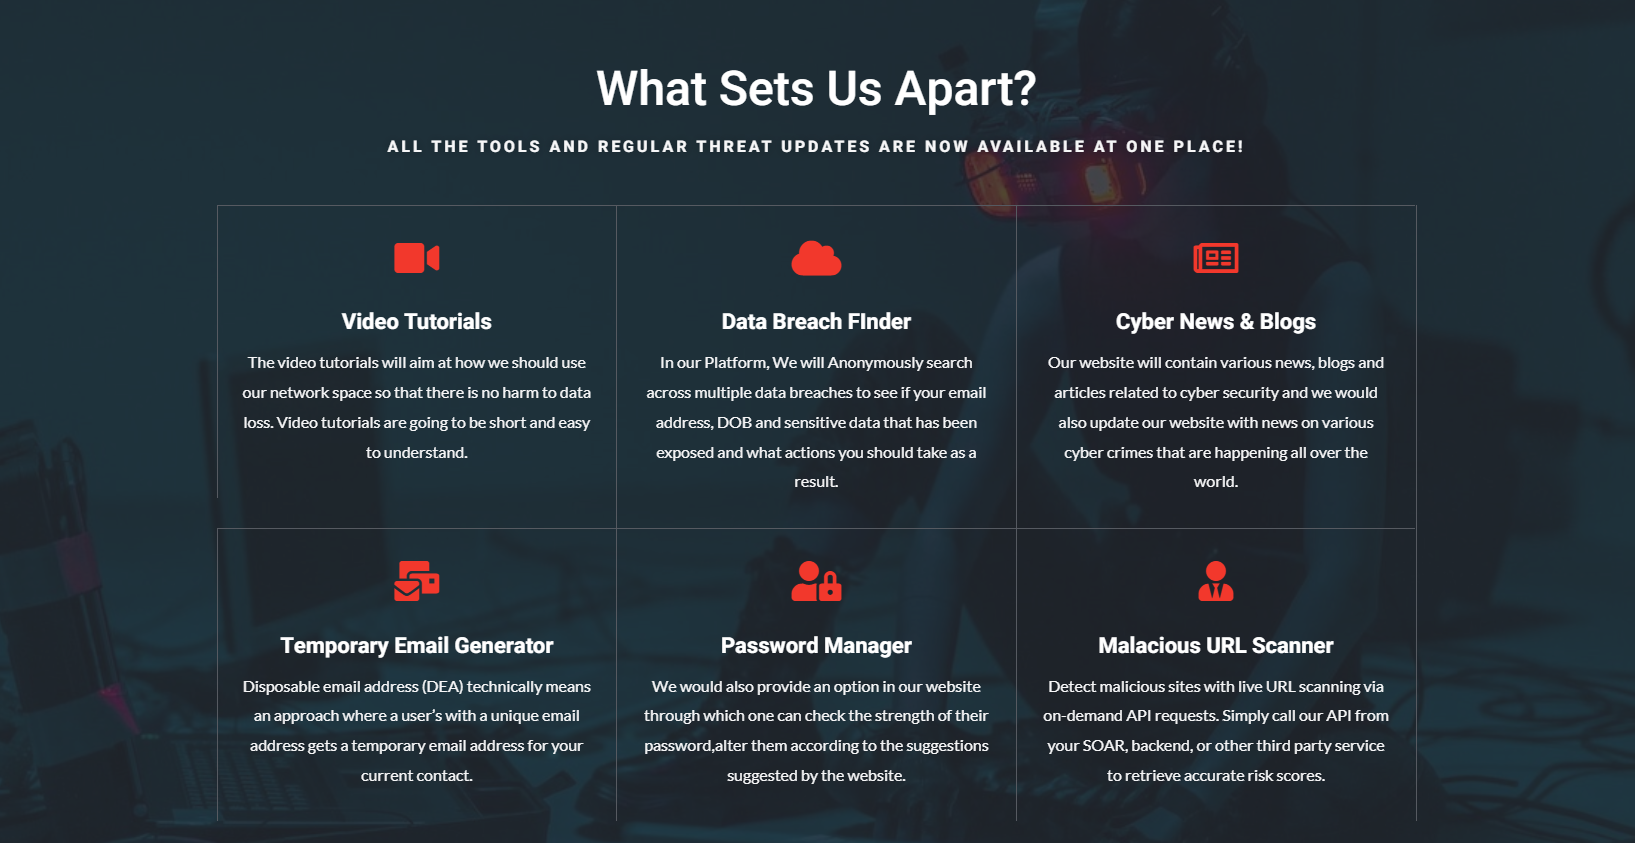 What Sets Us Apart?
ALL THE TOOLS AND REGULAR THREAT UPDATES ARE NOW AVAILABLE AT ONE PLACE!
Video Tutorials
The video tutorials will aim at how we should use
our network space so that there is no harm to data
loss. Video tutorials are going to be short and easy
to understand.
Data Breach FInder
In our Platform, We will Anonymously search
across multiple data breaches to see if your email
address, DOB and sensitive data that has been
exposed and what actions you should take as a
result.
Cyber News & Blogs
Our website will contain various news, blogs and
articles related to cyber security and we would
also update our website with news on various
cyber crimes that are happening all over the
world.
Temporary Email Generator
Disposable email address (DEA) technically means
an approach where a user’s with a unique email
address gets a temporary email address for your
current contact.
Password Manager
We would also provide an option in our website
through which one can check the strength of their
password,alter them according to the suggestions
suggested by the website.
Malacious URL Scanner
Detect malicious sites with live URL scanning via
on-demand API requests. Simply call our API from
your SOAR, backend, or other third party service
to retrieve accurate risk scores.